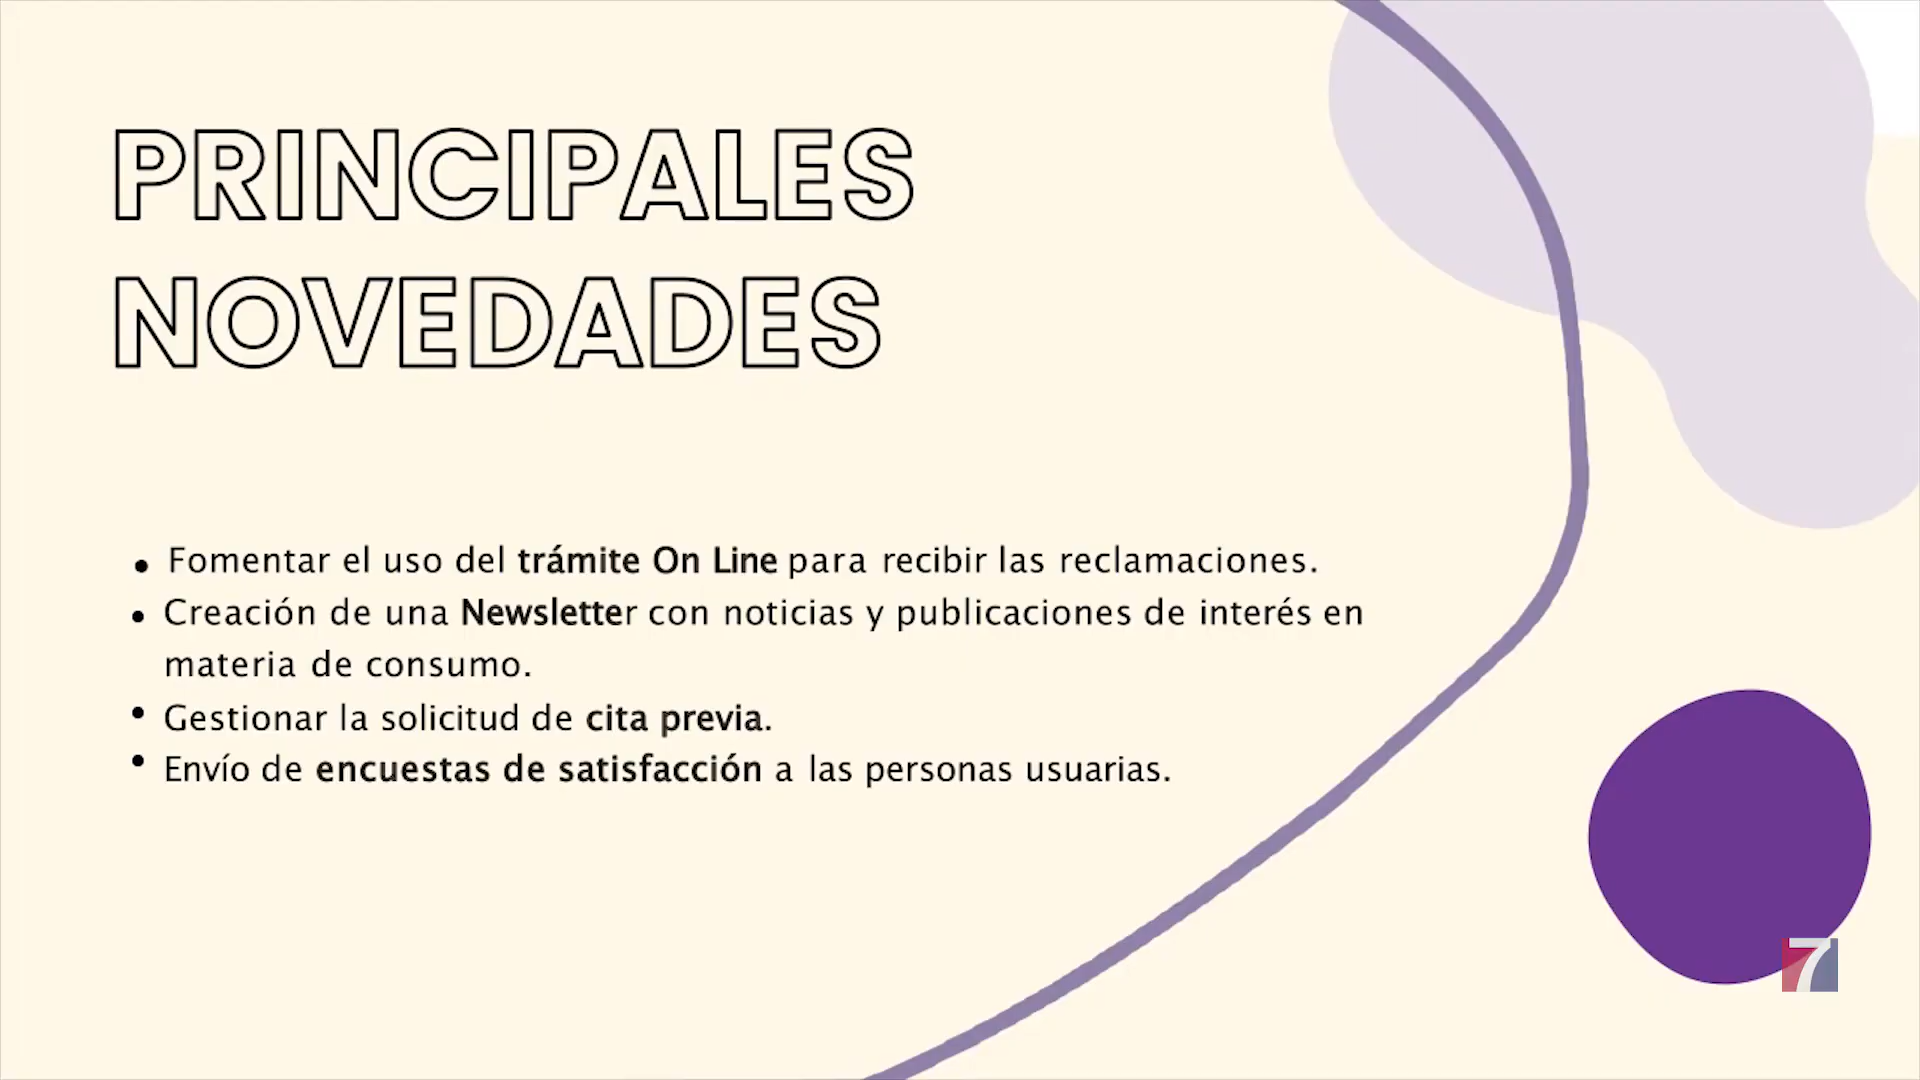 PRINCIPALES
NOVEDADES
• Fomentar el uso del trámite On Line para recibir las reclamaciones.
• Creación de una Newsletter con noticias y publicaciones de interés en
materia de consumo.
• Gestionar la solicitud de cita previa.
• Envío de encuestas de satisfacción a las personas usuarias.
7